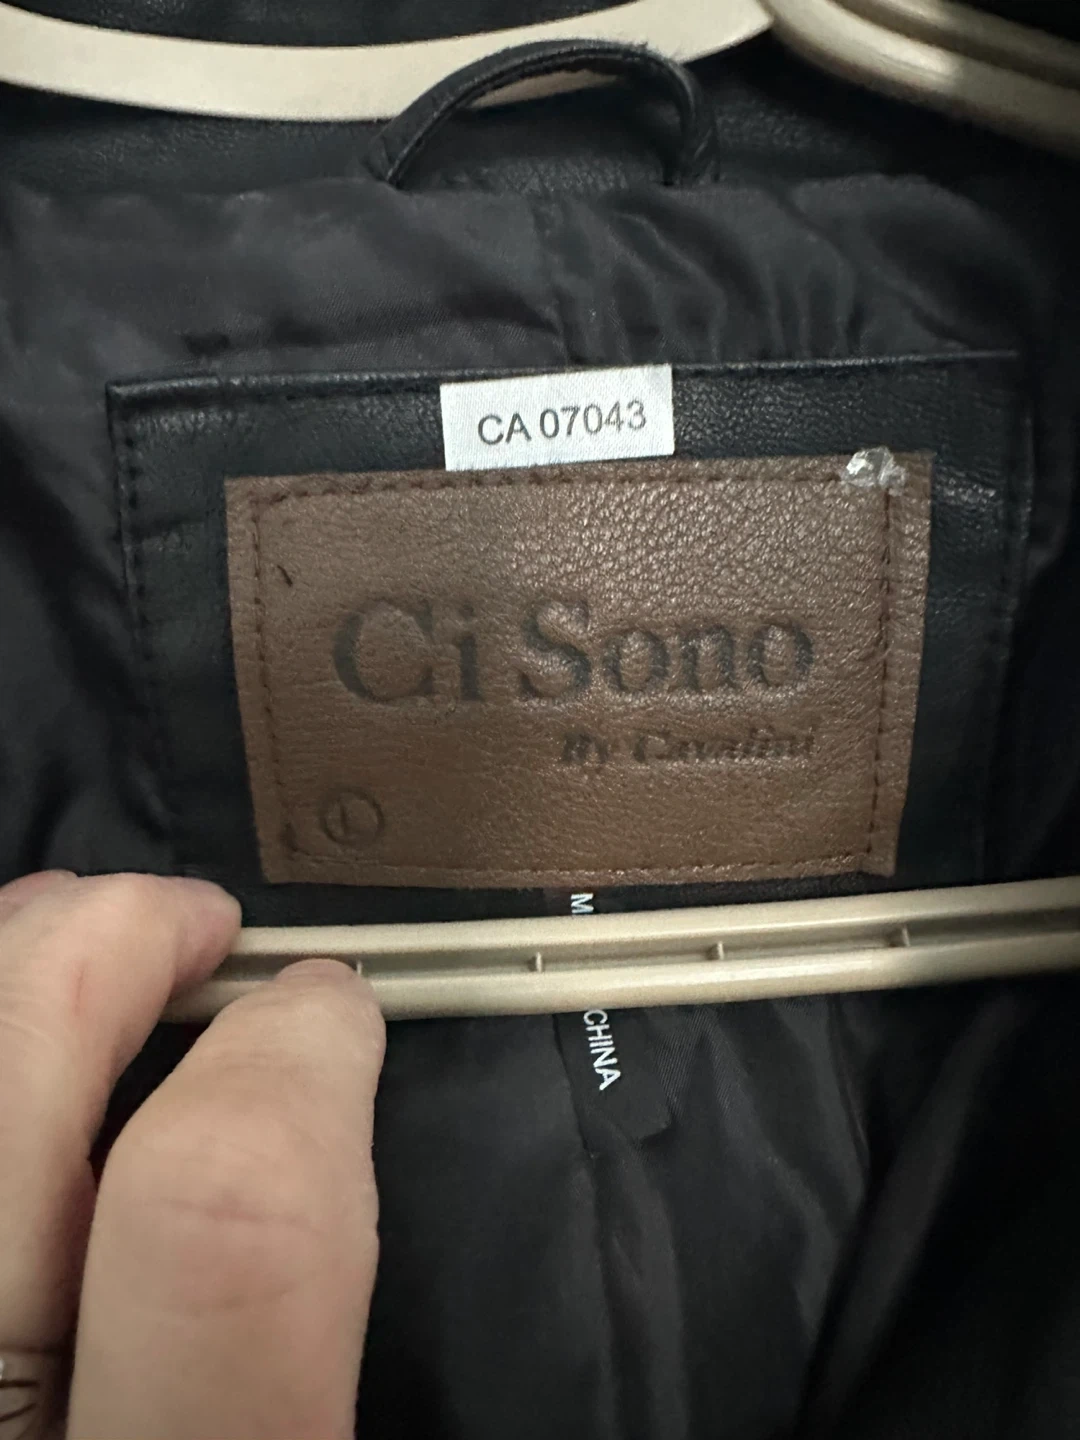 CA 07043
Ci Sono
By Cavalini
L
CHINA